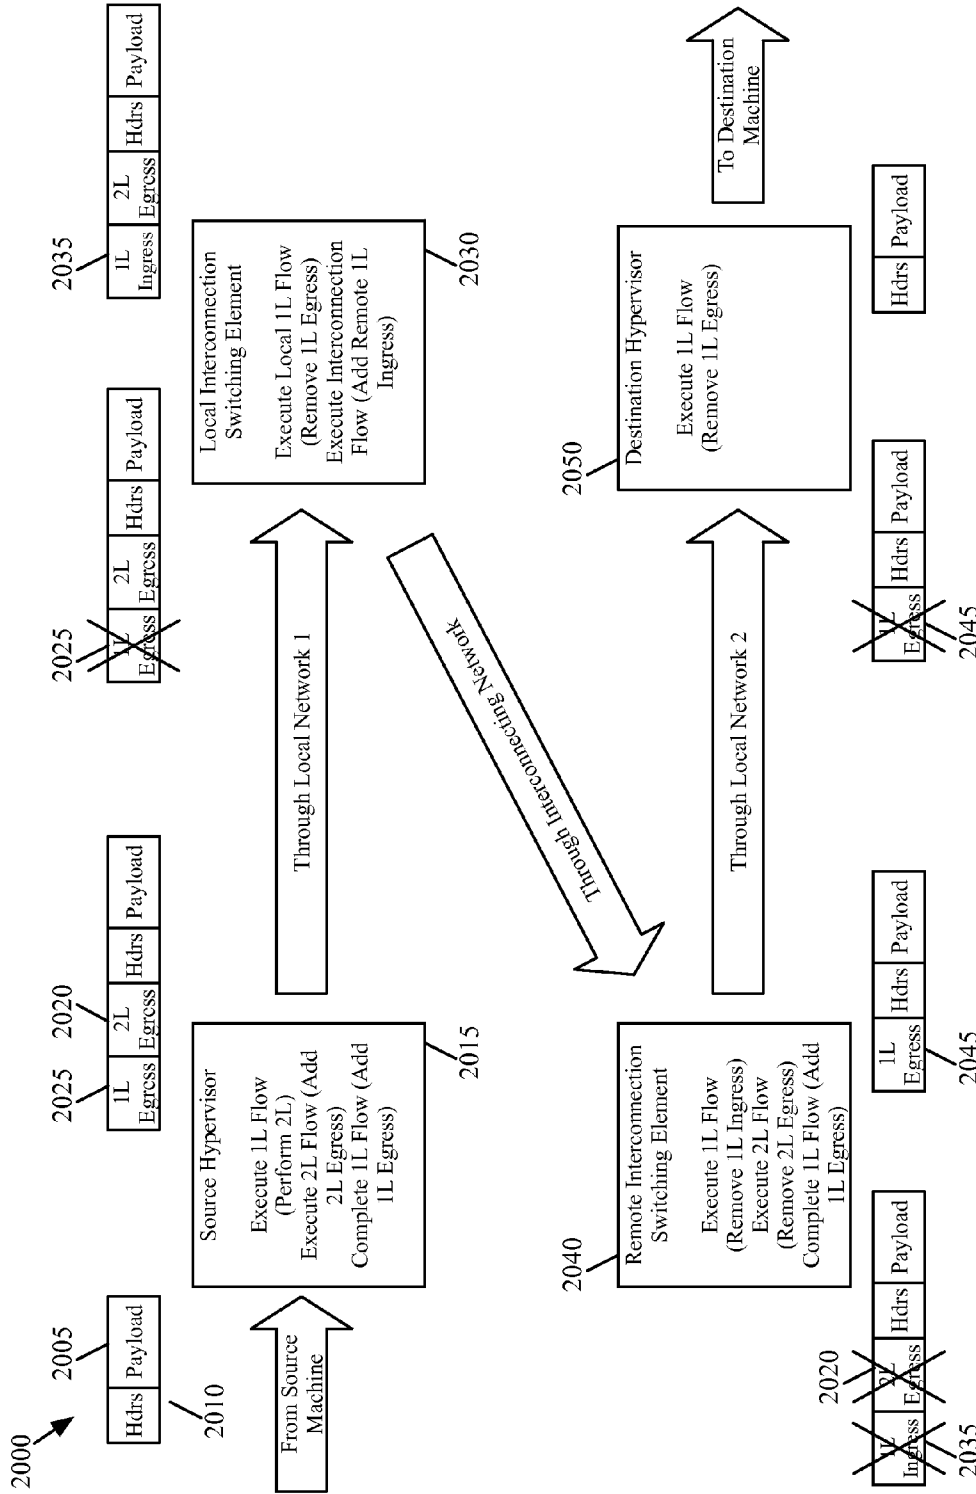 2000
2010
2005
Hdrs Payload
From Source
Machine
Source Hypervisor
Execute 1L Flow
(Perform 2L)
Execute 2L Flow (Add
2L Egress)
Complete 1L Flow (Add
1L Egress)
2015
2025
2020
1L
Egress
2L
Egress
Hdrs
Payload
Through Local Network 1
2025
1L
Egress
2L
Egress
Hdrs
Payload
Local Interconnection
Switching Element
Execute Local 1L Flow
(Remove 1L Egress)
Execute Interconnection
Flow (Add Remote 1L
Ingress)
2030
2035
1L
Ingress
2L
Egress
Hdrs
Payload
Through Interconnecting Network
2040
Remote Interconnection
Switching Element
Execute 1L Flow
(Remove 1L Ingress)
Execute 2L Flow
(Remove 2L Egress)
Complete 1L Flow (Add
1L Egress)
2035
2020
1L
Ingress
2L
Egress
Hdrs
Payload
1L
Egress
Hdrs
Payload
2045
Through Local Network 2
1L
Egress
Hdrs
Payload
2045
2050
Destination Hypervisor
Execute 1L Flow
(Remove 1L Egress)
Hdrs Payload
To Destination
Machine